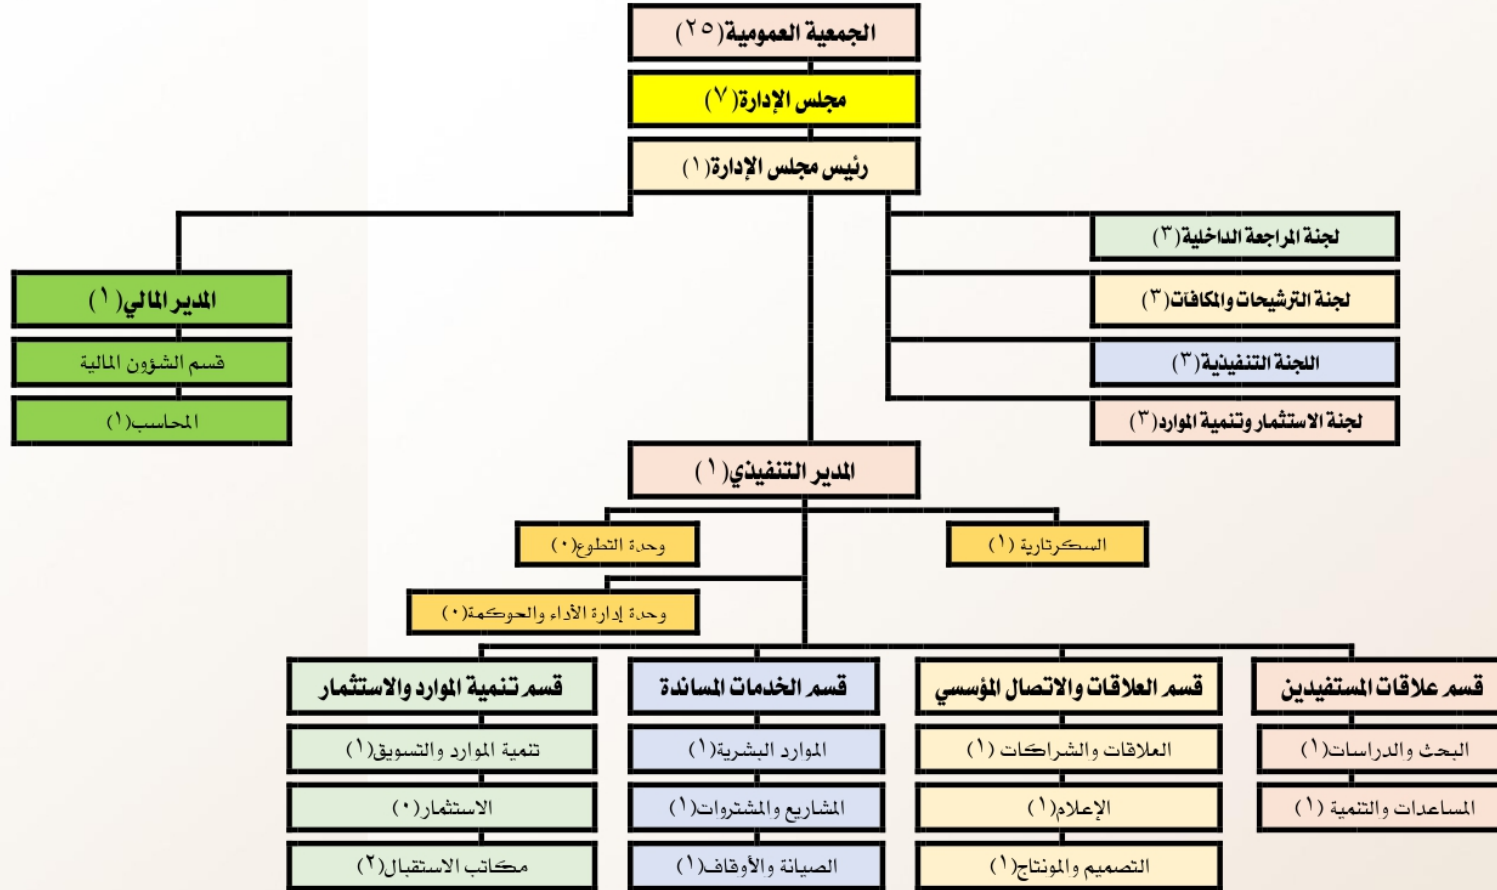 الجمعية العمومية(٢٥)
مجلس الإدارة(٧)
رئيس مجلس الإدارة(١)
لجنة المراجعة الداخلية(٣)
لجنة الترشيحات والمكافآت(٣)
اللجنة التنفيذية(٣)
لجنة الاستثمار وتنمية الموارد(٣)
المدير المالي(١)
قسم الشؤون المالية
المحاسب(١)
المدير التنفيذي(١)
السكرتارية (١)
وحدة التطوع(٠)
وحدة إدارة الأداء والحوكمة(٠)
قسم علاقات المستفيدين
البحث والدراسات(١)
المساعدات والتنمية (١)
قسم العلاقات والاتصال المؤسسي
العلاقات والشراكات (١)
الإعلام(١)
التصميم والمونتاج(١)
قسم الخدمات المساندة
الموارد البشرية(١)
المشاريع والمشتروات(١)
الصيانة والأوقاف(١)
قسم تنمية الموارد والاستثمار
تنمية الموارد والتسويق(١)
الاستثمار(٠)
مكاتب الاستقبال(٢)